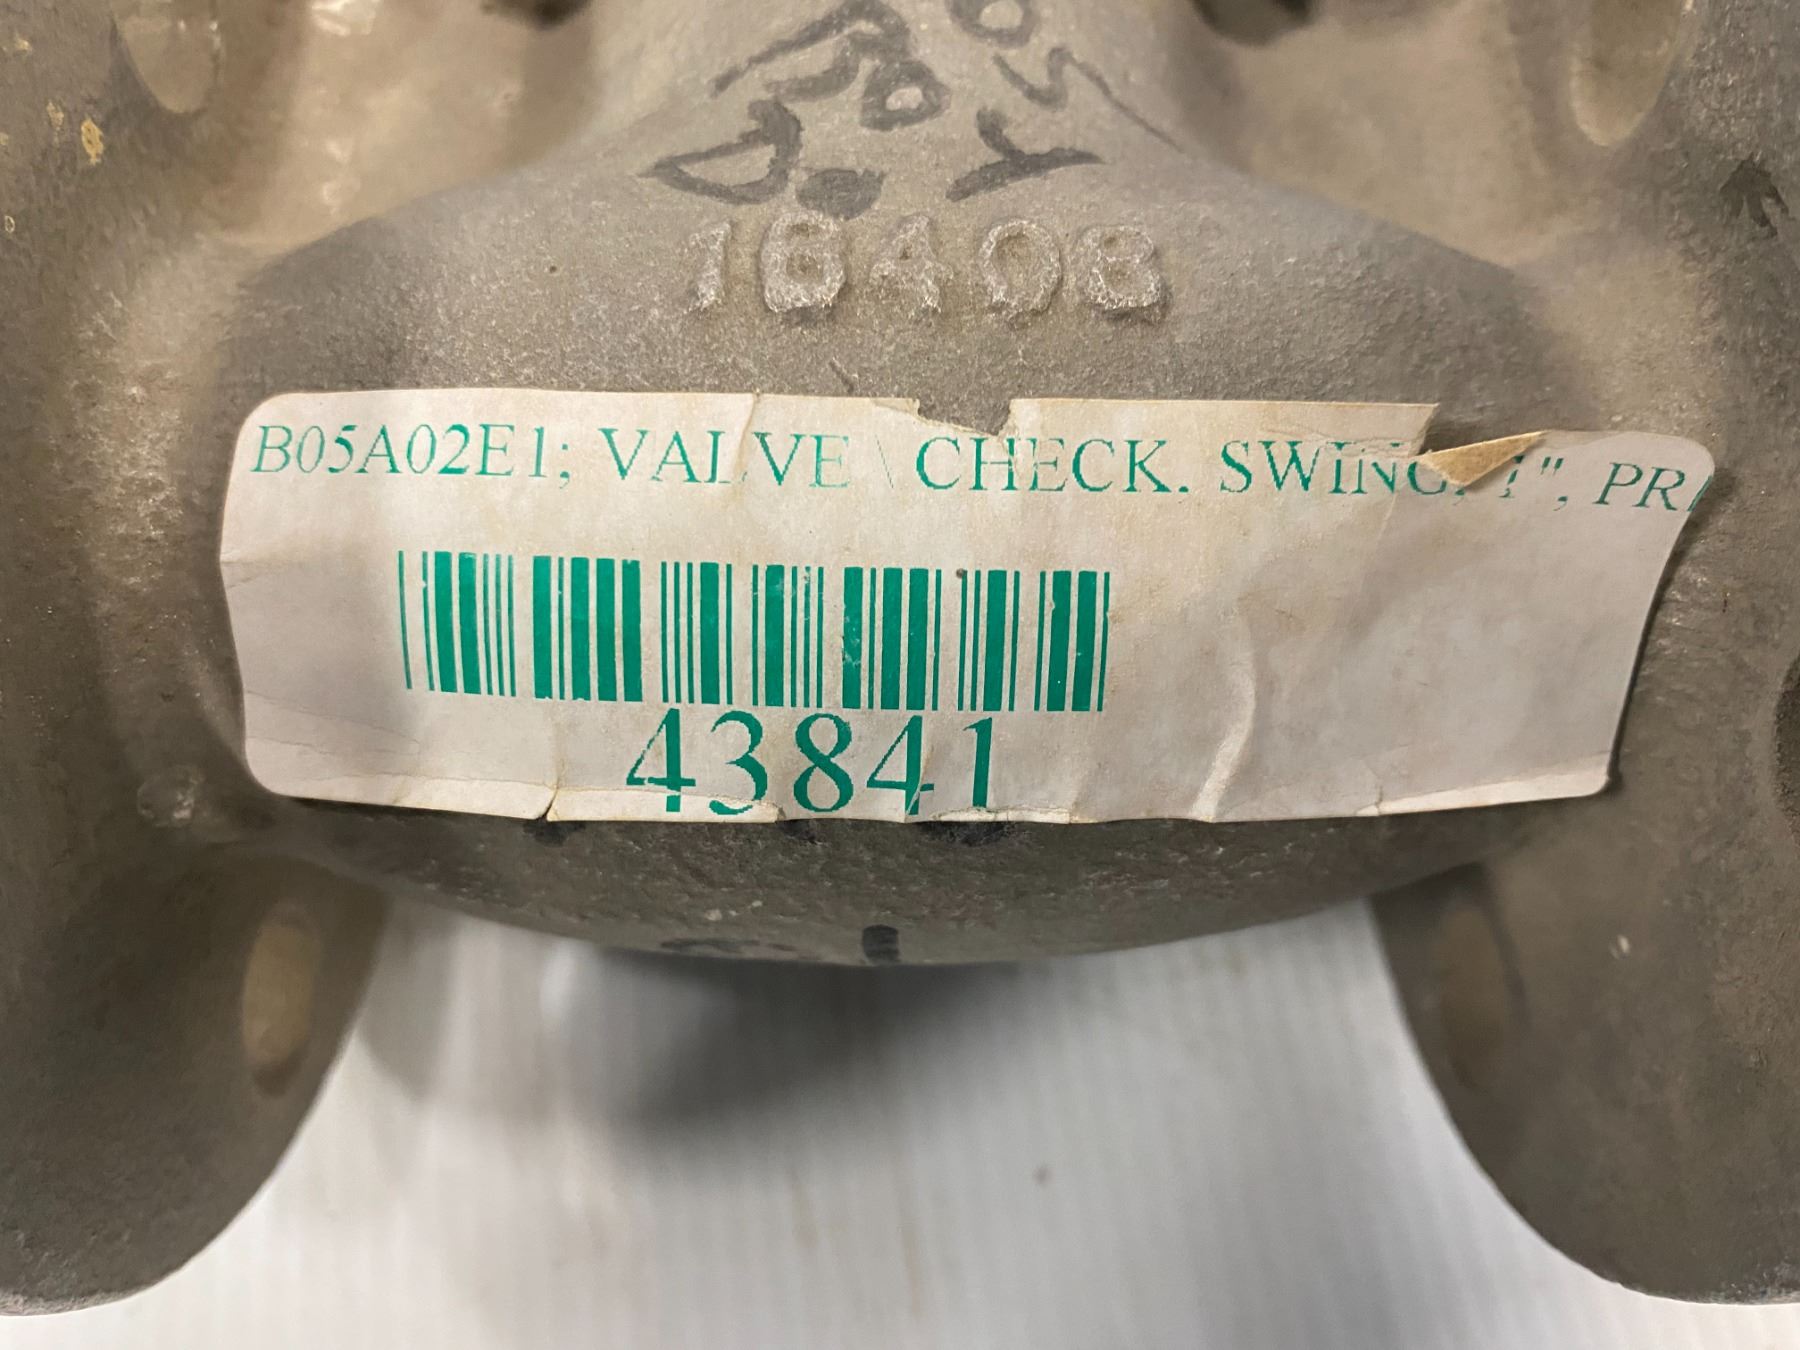 16408
B05A02E1; VALVE \ CHECK. SWING, 1", PR
43841